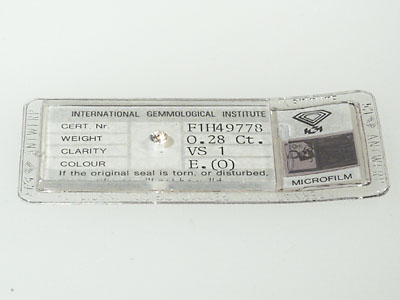 INTERNATIONAL GEMMOLOGICAL INSTITUTE
CERT. Nr. F1H49778
WEIGHT 0.28 Ct.
CLARITY VS 1
COLOUR E.(O)
If the original seal is torn, or disturbed,
MICROFILM